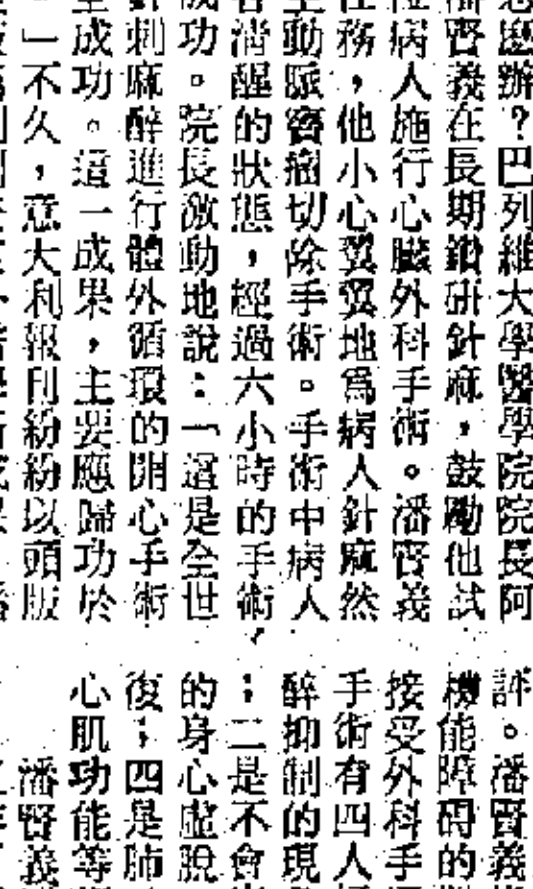 麼辦？巴列維大學醫學院院長阿
賢義在長期鑽研針麻，鼓勵他試
病人施行心臟外科手術。潘賢義
務，他小心翼翼地爲病人針麻然
動脈竇瘤切除手術。手術中病人
清醒的狀態，經過六小時的手術
功。院長激動地說：「這是全世
刺麻醉進行體外循環的開心手術
成功。這一成果，主要應歸功於
」不久，意大利報刊紛紛以頭版
評。潘賢義
機能障碍的
接受外科手
手術有四人
醉抑制的現
；二是不會
的身心虛脫
復；四是肺
心肌功能等
潘賢義